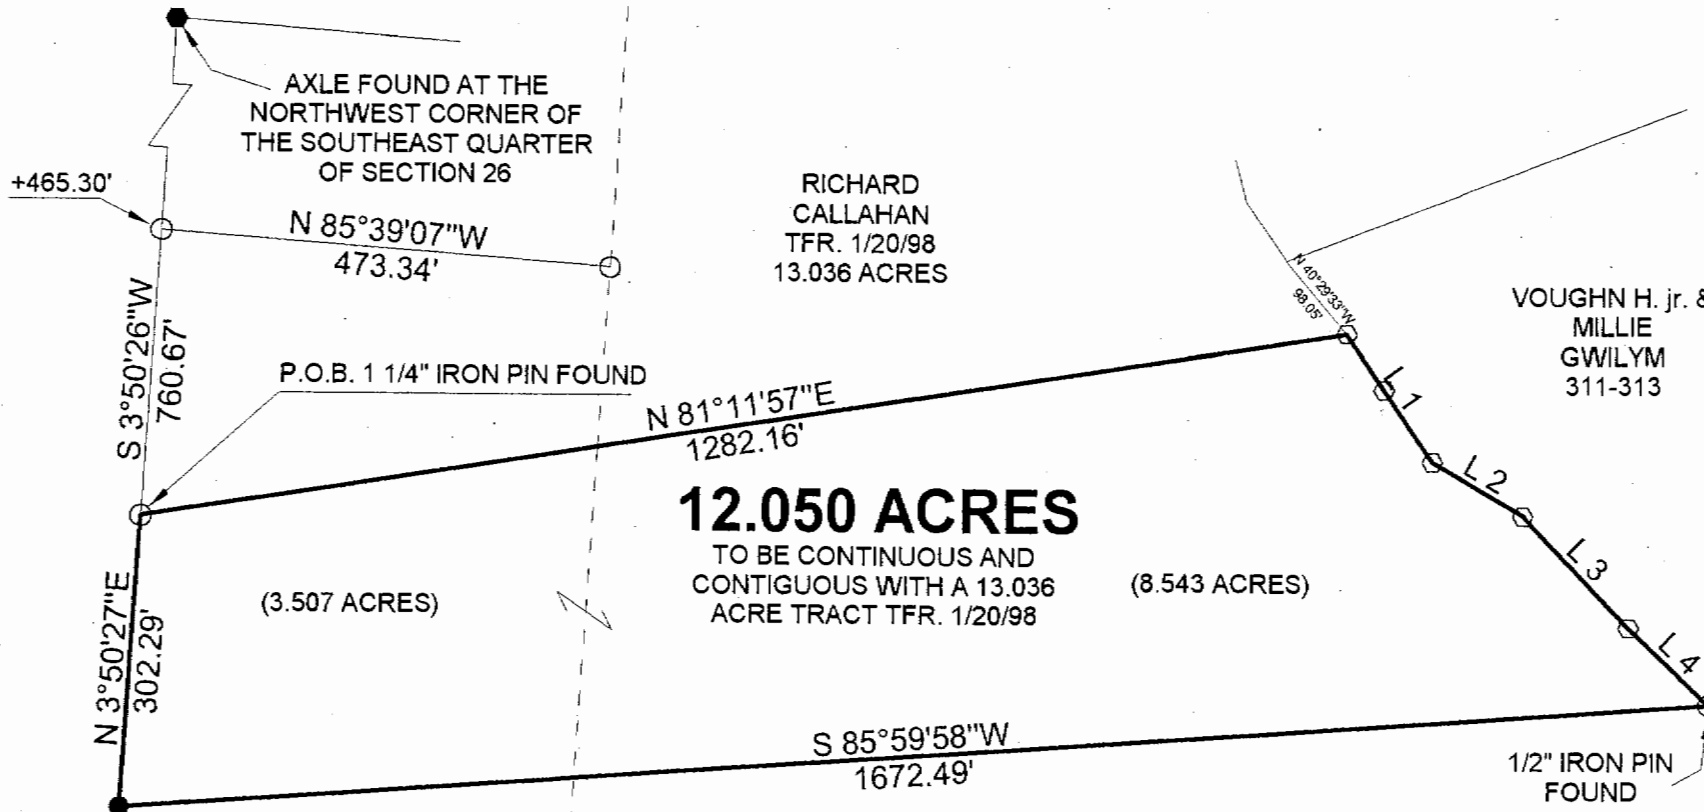 AXLE FOUND AT THE
NORTHWEST CORNER OF
THE SOUTHEAST QUARTER
OF SECTION 26
+465.30'
N 85°39'07"W
473.34'
RICHARD
CALLAHAN
TFR. 1/20/98
13.036 ACRES
N 40°29'33"W
98.05'
VOUGHN H. jr. &
MILLIE
GWILYM
311-313
S 3°50'26"W
760.67'
P.O.B. 1 1/4" IRON PIN FOUND
N 81°11'57"E
1282.16'
L 1
L 2
L 3
L 4
12.050 ACRES
TO BE CONTINUOUS AND
CONTIGUOUS WITH A 13.036
ACRE TRACT TFR. 1/20/98
(3.507 ACRES)
(8.543 ACRES)
N 3°50'27"E
302.29'
S 85°59'58"W
1672.49'
1/2" IRON PIN
FOUND